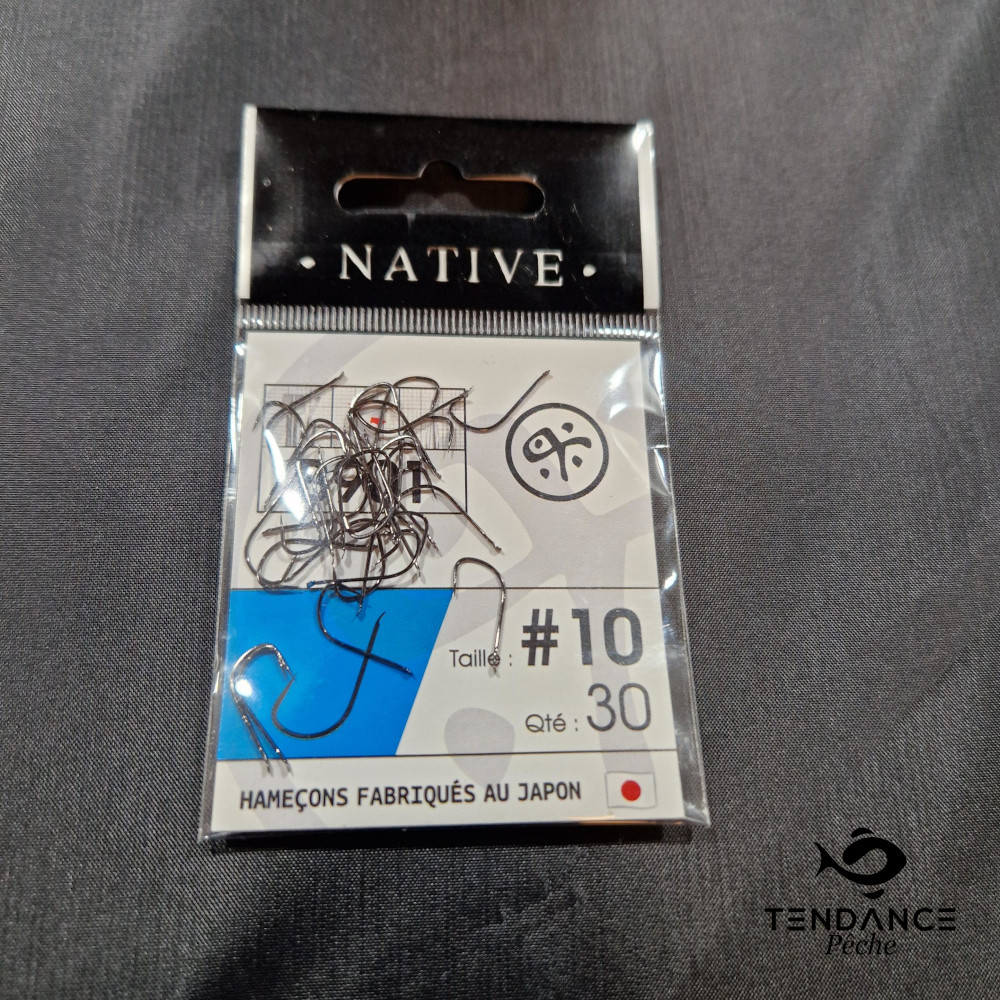 · NATIVE ·
Taille : #10
Qté : 30
HAMEÇONS FABRIQUÉS AU JAPON
TENDANCE
Pêche